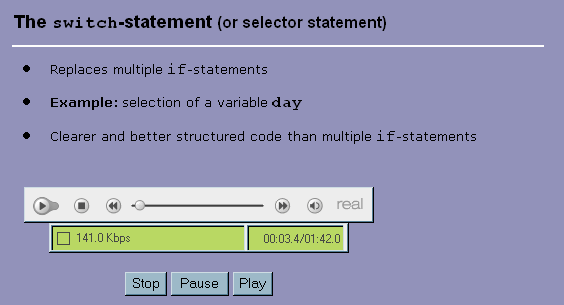 The switch-statement (or selector statement)
Replaces multiple if-statements
Example: selection of a variable day
Clearer and better structured code than multiple if-statements
real
141.0 Kbps 00:03.4/01:42.0
Stop Pause Play